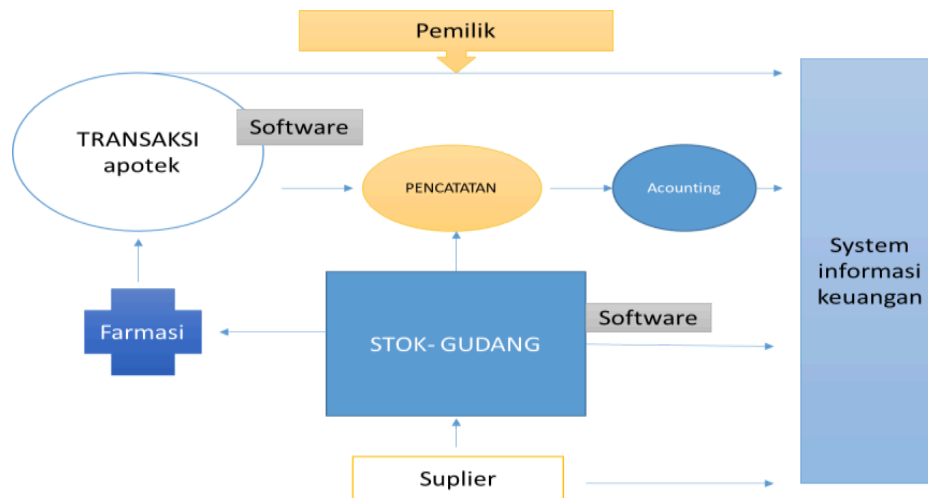 Pemilik
TRANSAKSI
apotek
Software
PENCATATAN
Acounting
System
informasi
keuangan
Farmasi
STOK- GUDANG
Software
Suplier